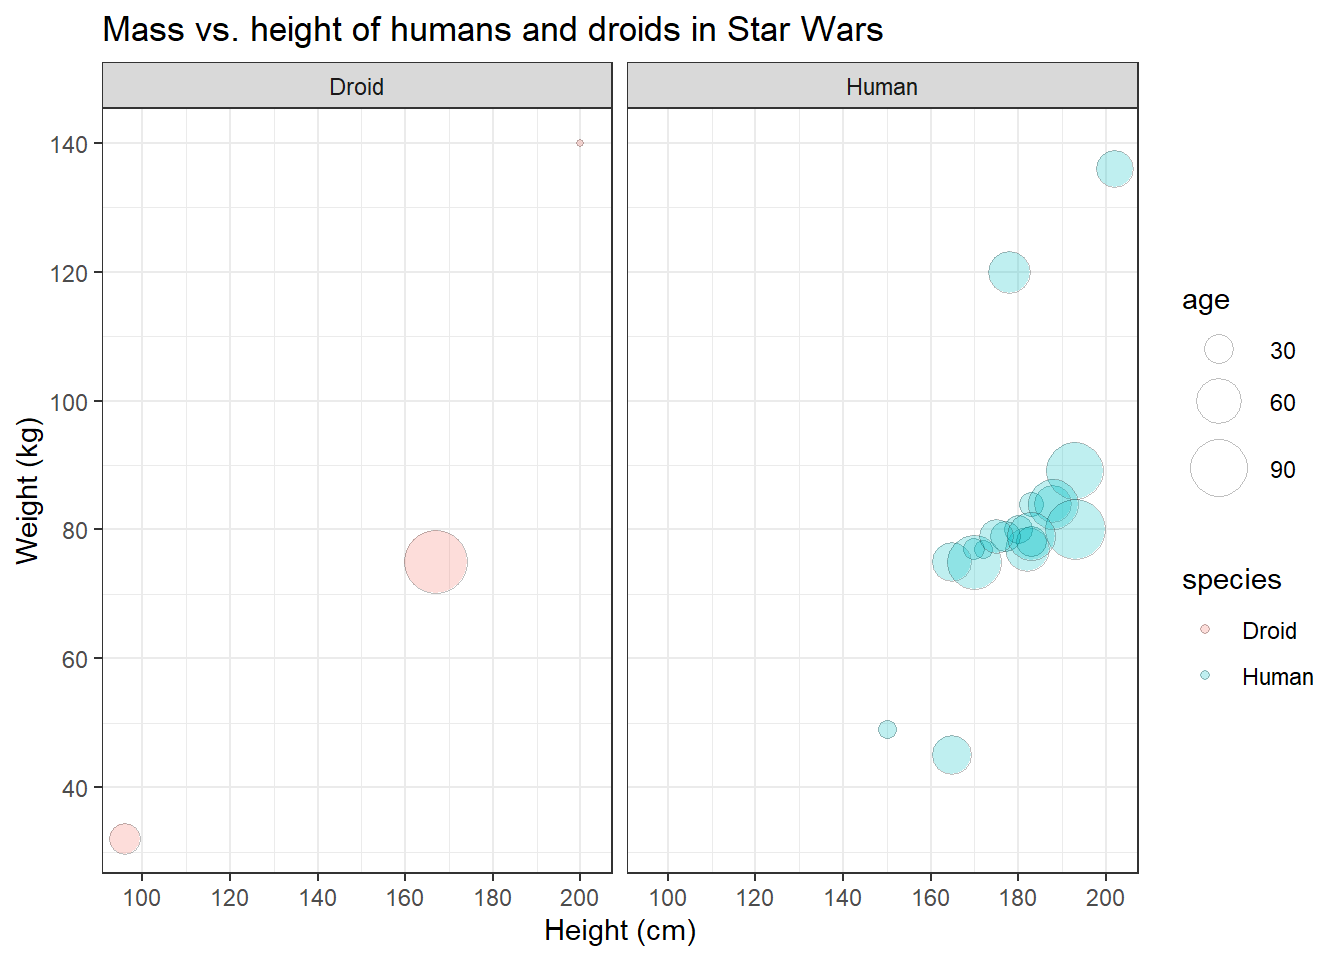 Mass vs. height of humans and droids in Star Wars
Droid
Human
140
120
100
80
60
40
Weight (kg)
100 120 140 160 180 200
100 120 140 160 180 200
Height (cm)
age
30
60
90
species
Droid
Human